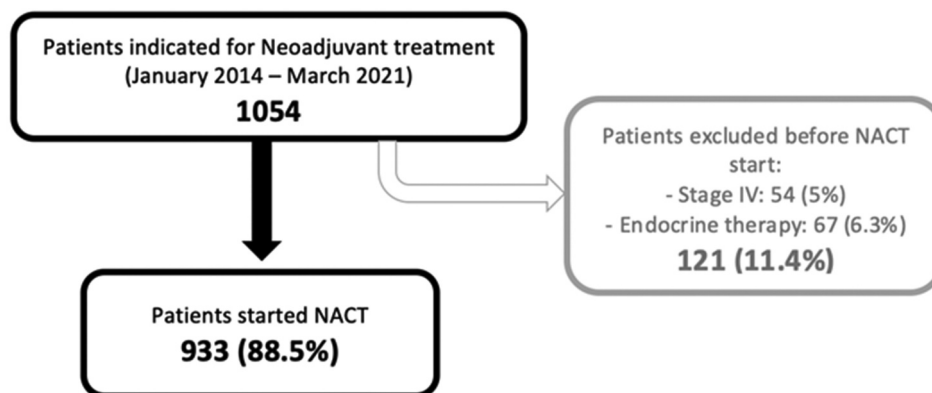 Patients indicated for Neoadjuvant treatment
(January 2014 – March 2021)
1054
Patients excluded before NACT
start:
- Stage IV: 54 (5%)
- Endocrine therapy: 67 (6.3%)
121 (11.4%)
Patients started NACT
933 (88.5%)